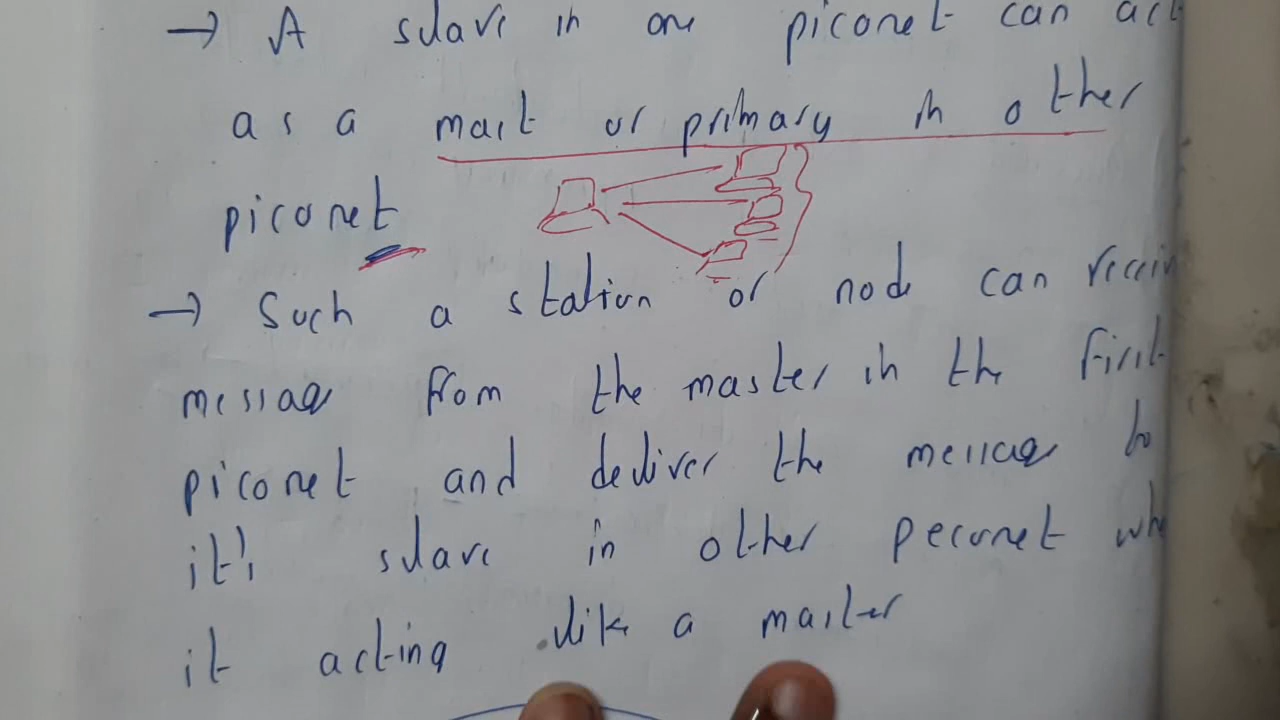 → A slave in one piconet can act
as a mast or primary in other
piconet
→ Such a station or node can receiv
message from the master in the first
piconet and deliver the message to
it's slave in other peconet whe
it acting like a master